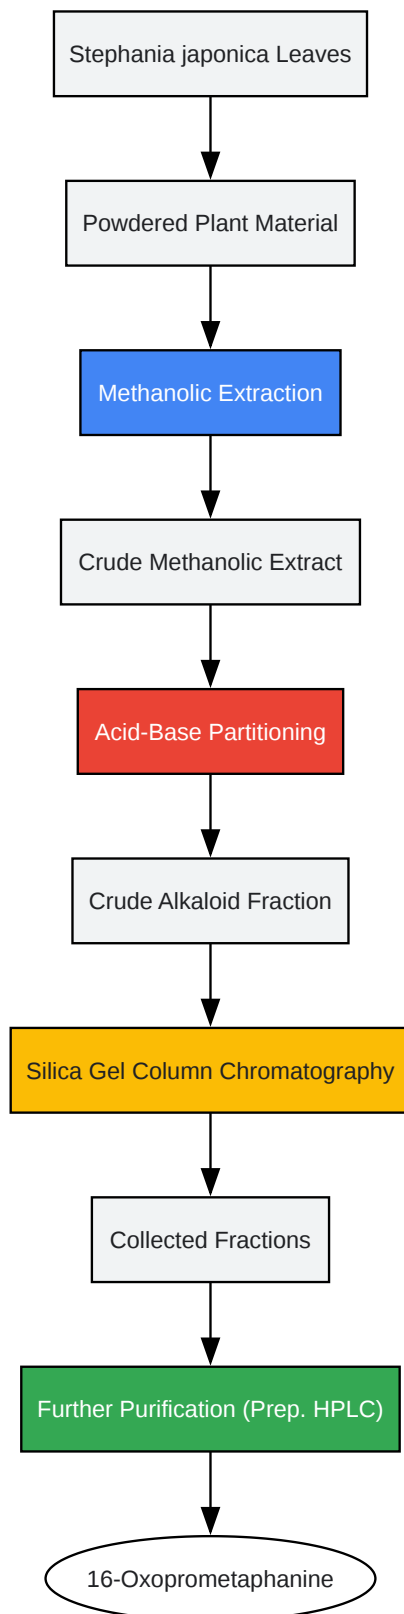 Stephania japonica Leaves
Powdered Plant Material
Methanolic Extraction
Crude Methanolic Extract
Acid-Base Partitioning
Crude Alkaloid Fraction
Silica Gel Column Chromatography
Collected Fractions
Further Purification (Prep. HPLC)
16-Oxoprometaphanine